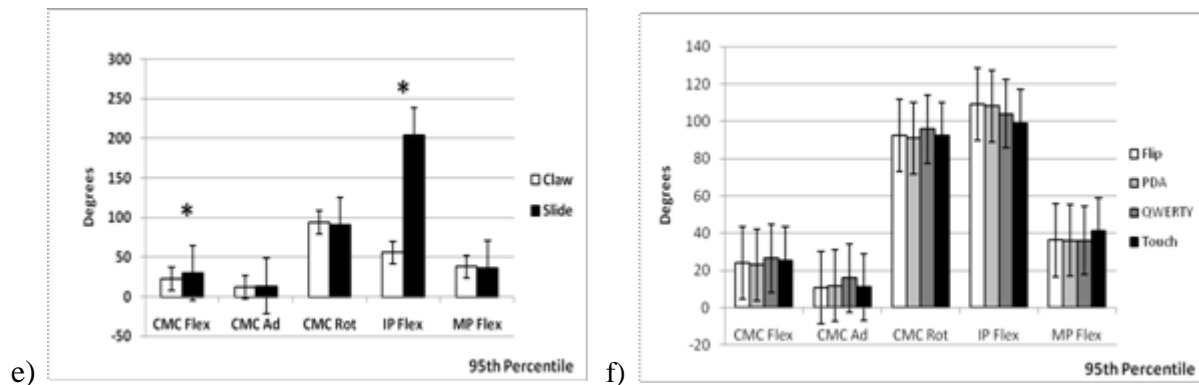 300
250
200
150
100
50
0
-50
Degrees
*
*
CMC Flex
CMC Ad
CMC Rot
IP Flex
MP Flex
Claw
Slide
95th Percentile
e)
140
120
100
80
60
40
20
0
-20
Degrees
CMC Flex
CMC Ad
CMC Rot
IP Flex
MP Flex
Flip
PDA
QWERTY
Touch
95th Percentile
f)